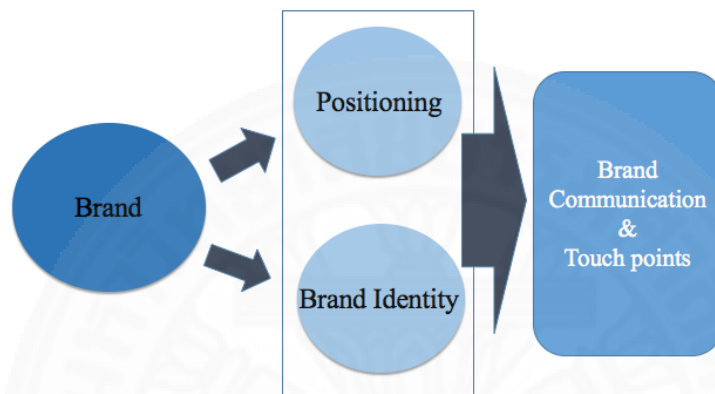 Brand
Positioning
Brand Identity
Brand
Communication
&
Touch points